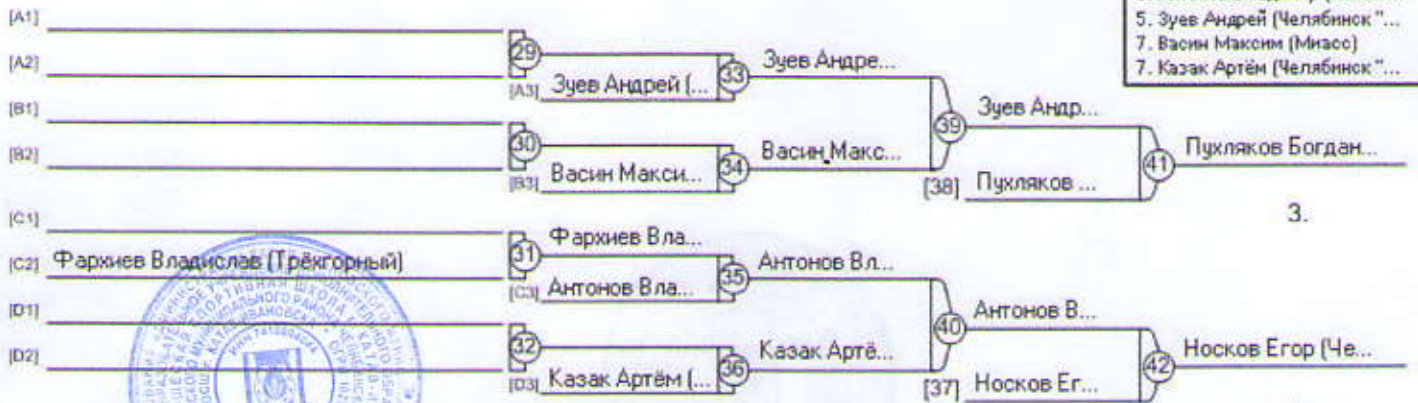 [A1]
[A2]
29
33
Зуев Андре...
[A3] Зуев Андрей (...
5. Зуев Андрей (Челябинск "...
7. Васин Максим (Миасс)
7. Казак Артём (Челябинск "...
[B1]
39
Зуев Андр...
[B2]
30
34
Васин Макс...
[B3] Васин Макси...
[38] Пухляков ...
41
Пухляков Богдан...
3.
[C1]
[C2] Фархиев Владислав (Трёхгорный)
31
Фархиев Вла...
35
Антонов Вл...
[C3] Антонов Вла...
[D1]
40
Антонов В...
[D2]
32
36
Казак Артё...
[D3] Казак Артём (...
[37] Носков Ег...
42
Носков Егор (Че...